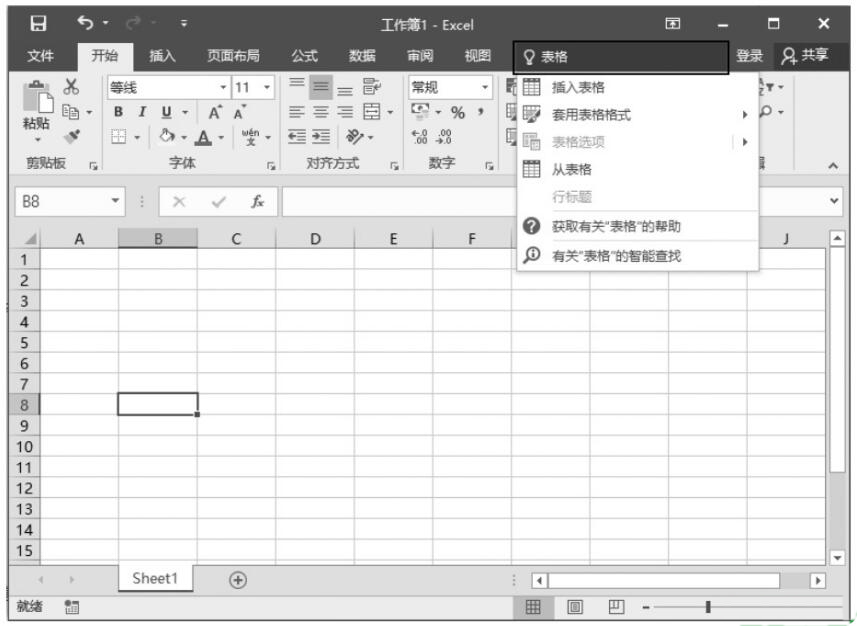 工作簿1 - Excel
文件 开始 插入 页面布局 公式 数据 审阅 视图 表格 登录 共享
等线 11 常规
B I U A A %
粘贴 A wén 文 .00 .0
剪贴板 字体 对齐方式 数字
插入表格
套用表格格式
表格选项
从表格
行标题
获取有关"表格"的帮助
有关"表格"的智能查找
B8 fx
A B C D E F J
1
2
3
4
5
6
7
8
9
10
11
12
13
14
15
Sheet1
就绪